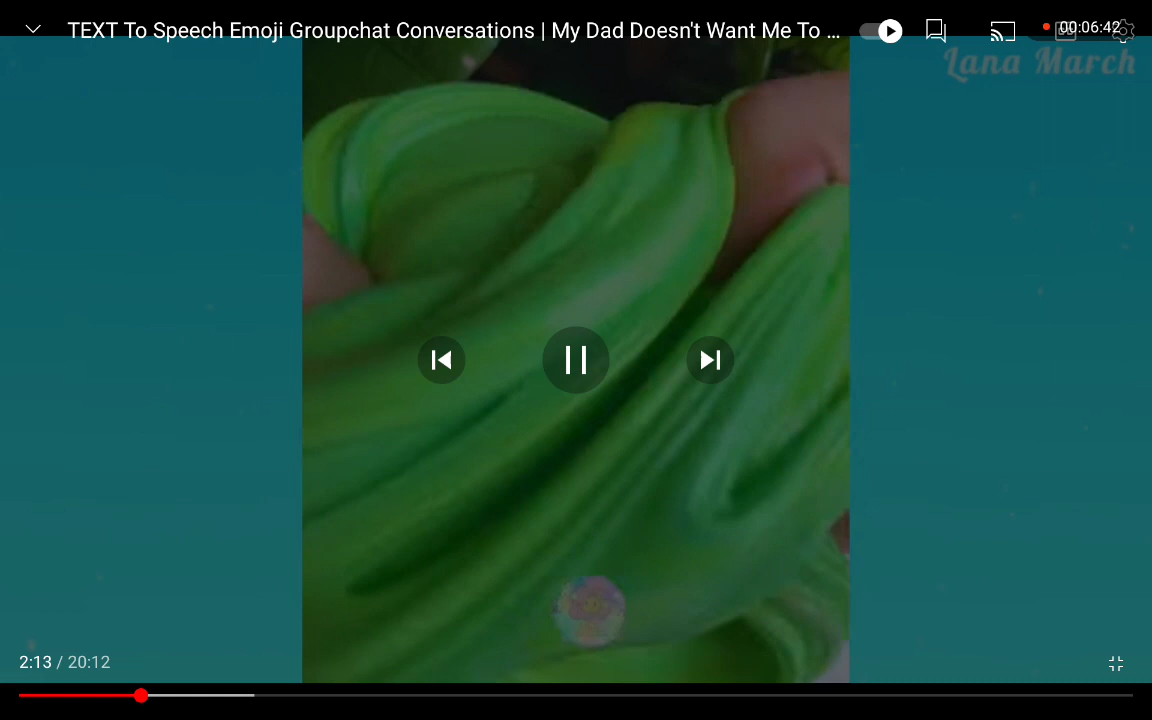 TEXT To Speech Emoji Groupchat Conversations | My Dad Doesn't Want Me To ...
00:06:42
Lana March
2:13 / 20:12